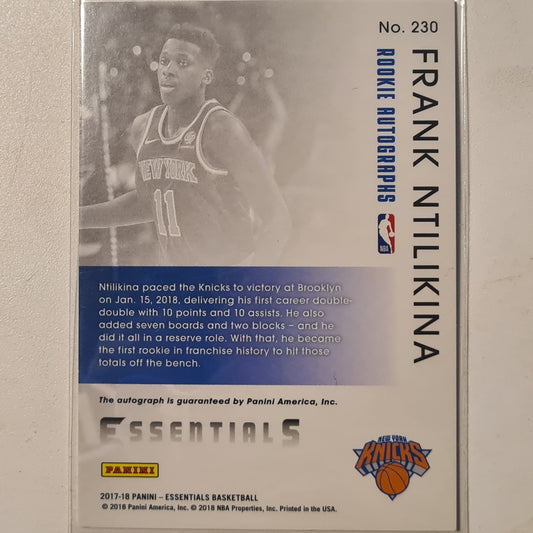 No. 230
FRANK NTILIKINA
ROOKIE AUTOGRAPHS
NBA
NEW YORK
11
Ntilikina paced the Knicks to victory at Brooklyn
on Jan. 15, 2018, delivering his first career double-
double with 10 points and 10 assists. He also
added seven boards and two blocks – and he
did it all in a reserve role. With that, he became
the first rookie in franchise history to hit those
totals off the bench.
The autograph is guaranteed by Panini America, Inc.
ESSENTIALS
NEW YORK
KNICKS
PANINI
2017-18 PANINI – ESSENTIALS BASKETBALL
© 2018 Panini America, Inc. © 2018 NBA Properties, Inc. Printed in the USA.